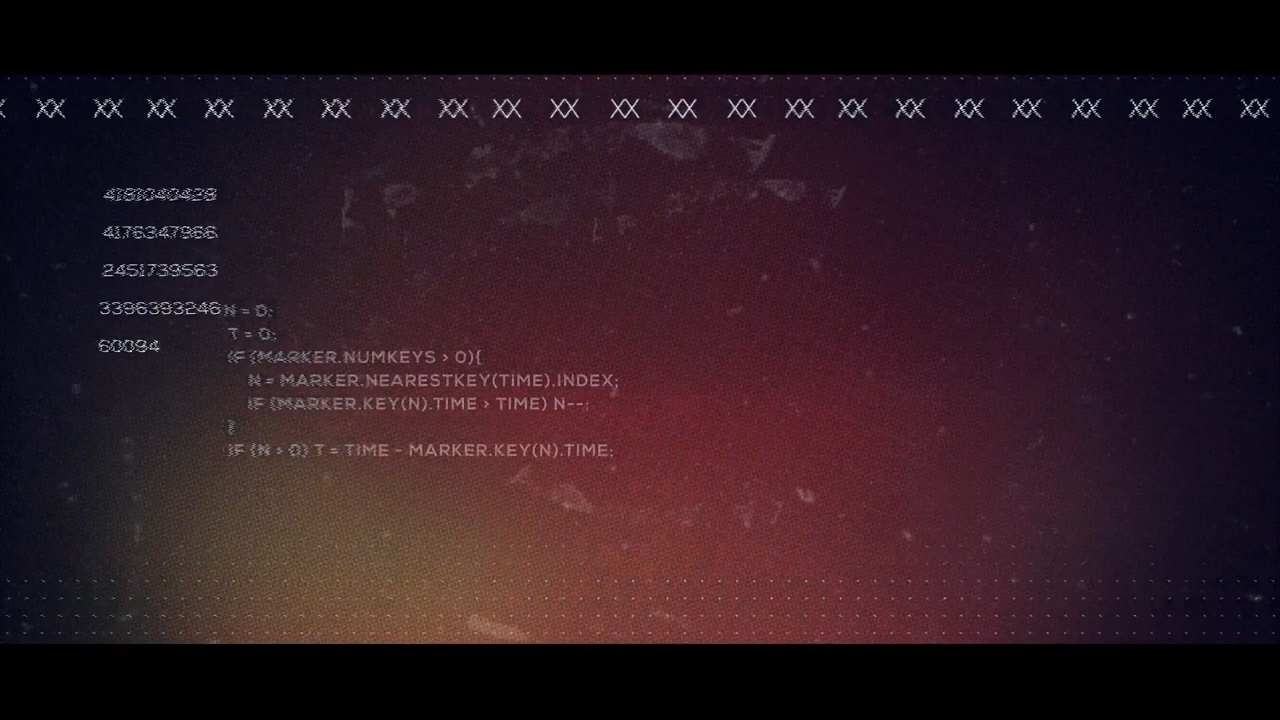 XX XX XX XX XX XX XX XX XX XX XX XX XX XX XX XX XX XX XX XX XX XX
4181040428
4176347966
2451739563
3396393246
60094
N = 0;
T = 0;
IF (MARKER.NUMKEYS > 0){
N = MARKER.NEARESTKEY(TIME).INDEX;
IF (MARKER.KEY(N).TIME > TIME) N--;
}
IF (N > 0) T = TIME - MARKER.KEY(N).TIME;